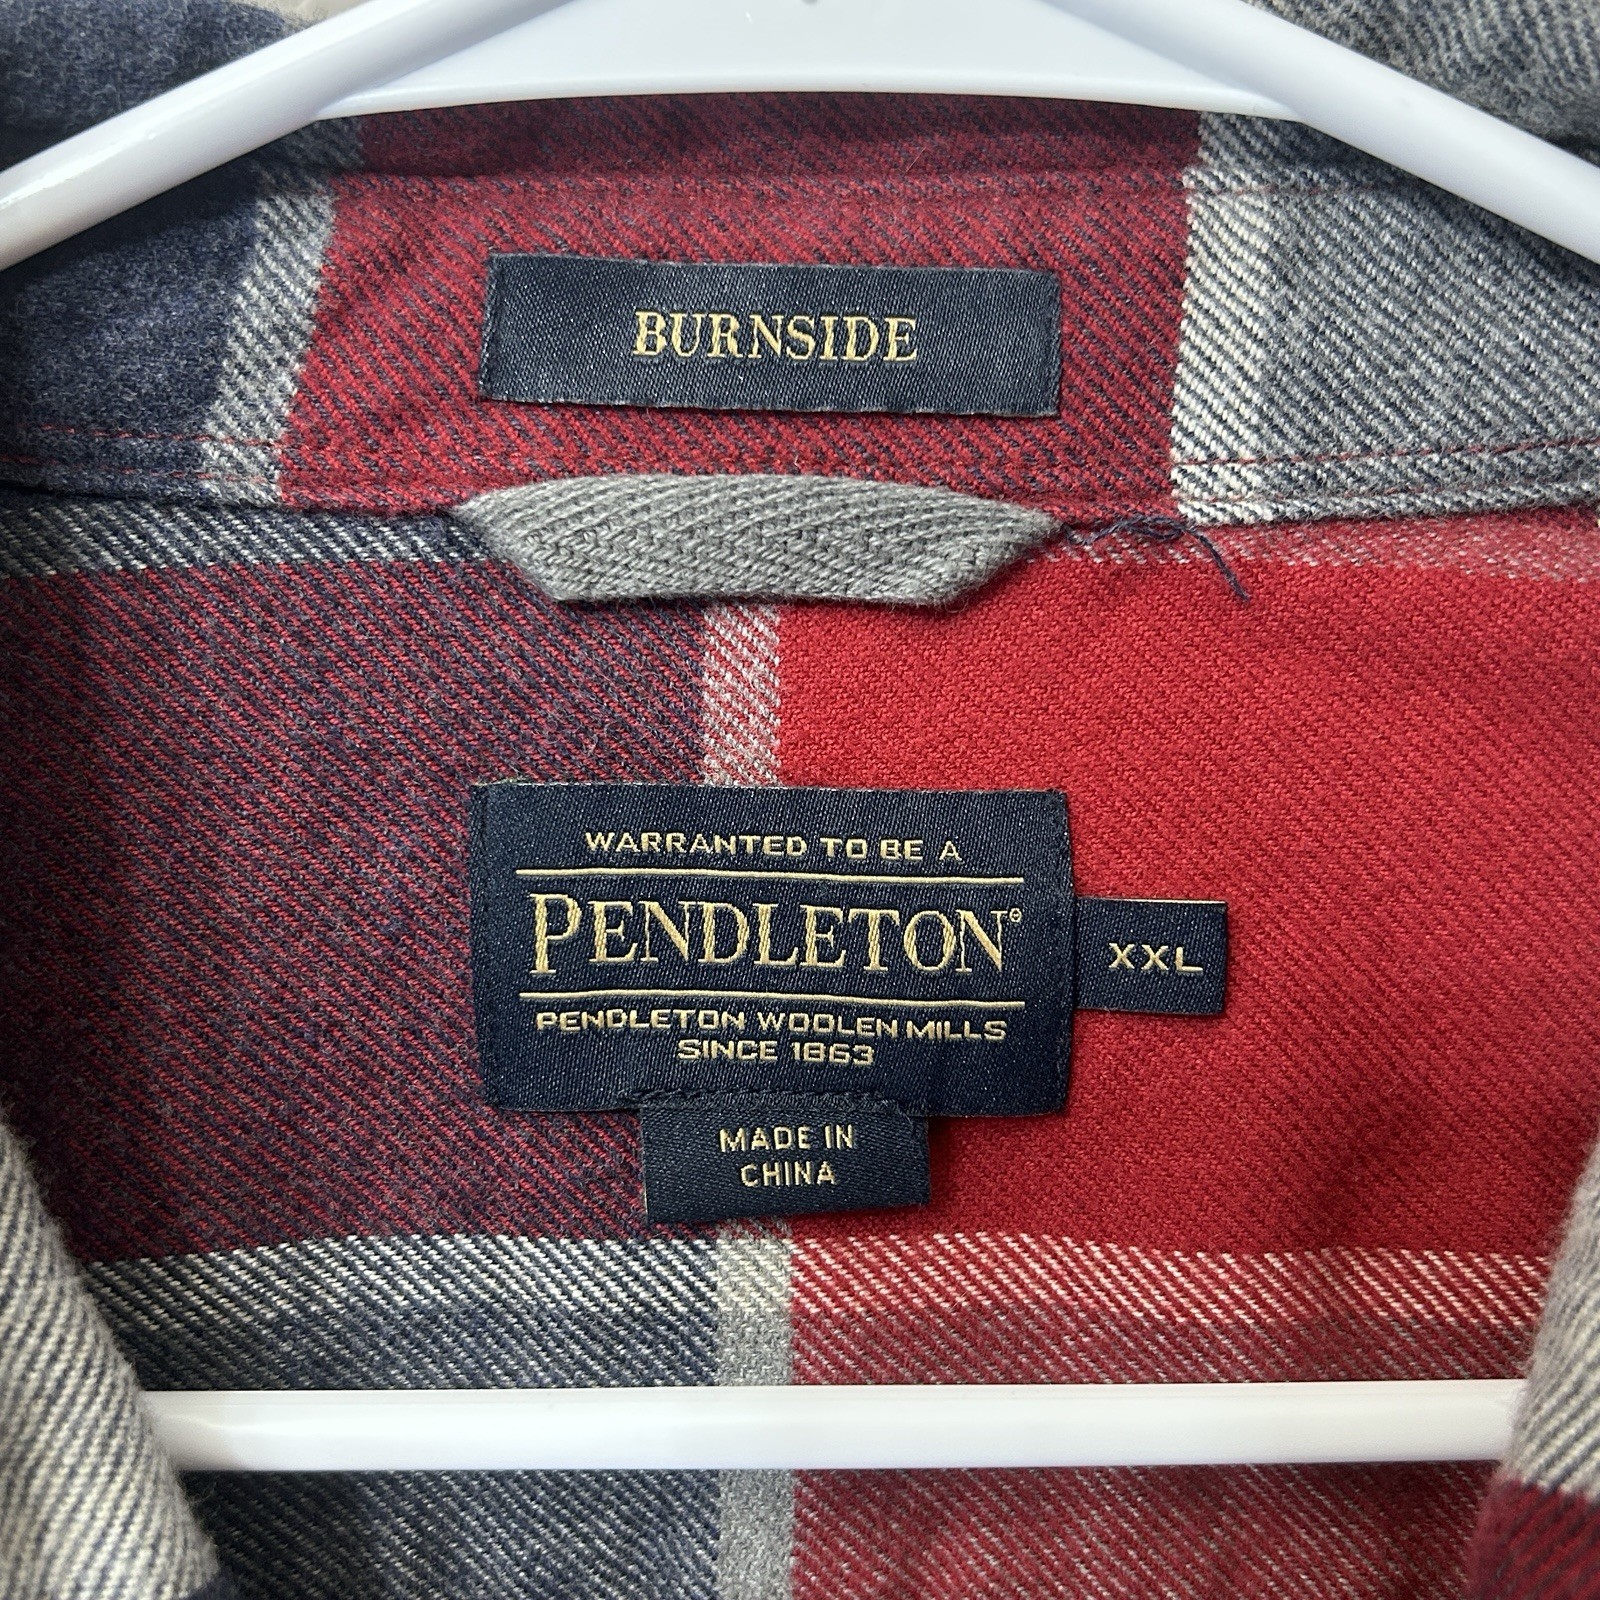 BURNSIDE
WARRANTED TO BE A
PENDLETON®
PENDLETON WOOLEN MILLS
SINCE 1863
XXL
MADE IN
CHINA